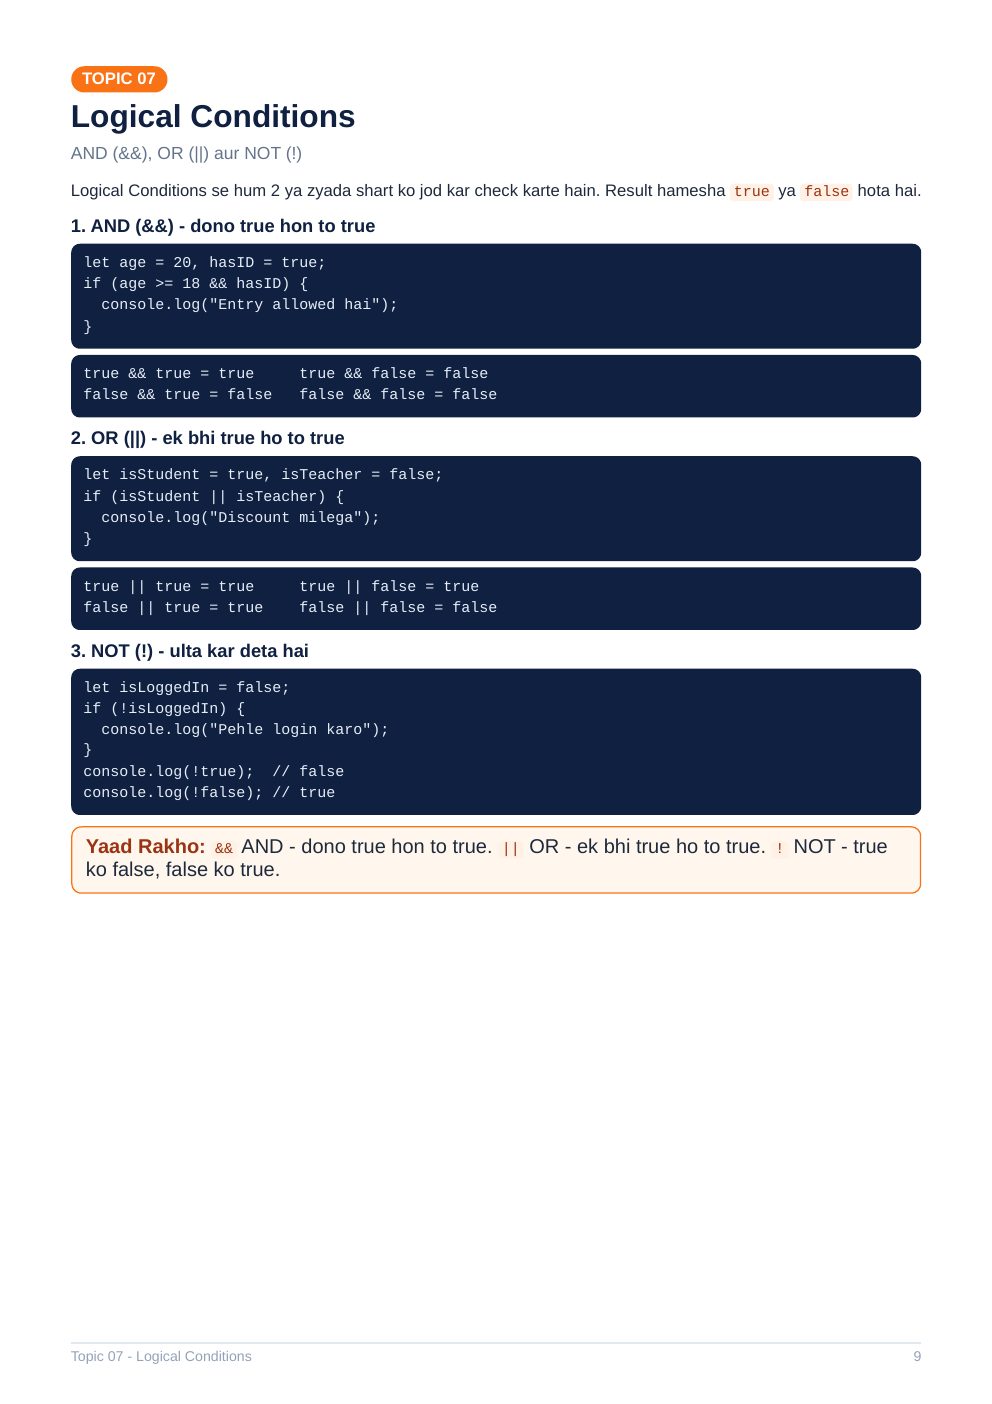 TOPIC 07
Logical Conditions
AND (&&), OR (||) aur NOT (!)
Logical Conditions se hum 2 ya zyada shart ko jod kar check karte hain. Result hamesha true ya false hota hai.
1. AND (&&) - dono true hon to true
let age = 20, hasID = true;
if (age >= 18 && hasID) {
  console.log("Entry allowed hai");
}
true && true = true     true && false = false
false && true = false   false && false = false
2. OR (||) - ek bhi true ho to true
let isStudent = true, isTeacher = false;
if (isStudent || isTeacher) {
  console.log("Discount milega");
}
true || true = true     true || false = true
false || true = true    false || false = false
3. NOT (!) - ulta kar deta hai
let isLoggedIn = false;
if (!isLoggedIn) {
  console.log("Pehle login karo");
}
console.log(!true);  // false
console.log(!false); // true
Yaad Rakho: && AND - dono true hon to true. || OR - ek bhi true ho to true. ! NOT - true
ko false, false ko true.
Topic 07 - Logical Conditions 9